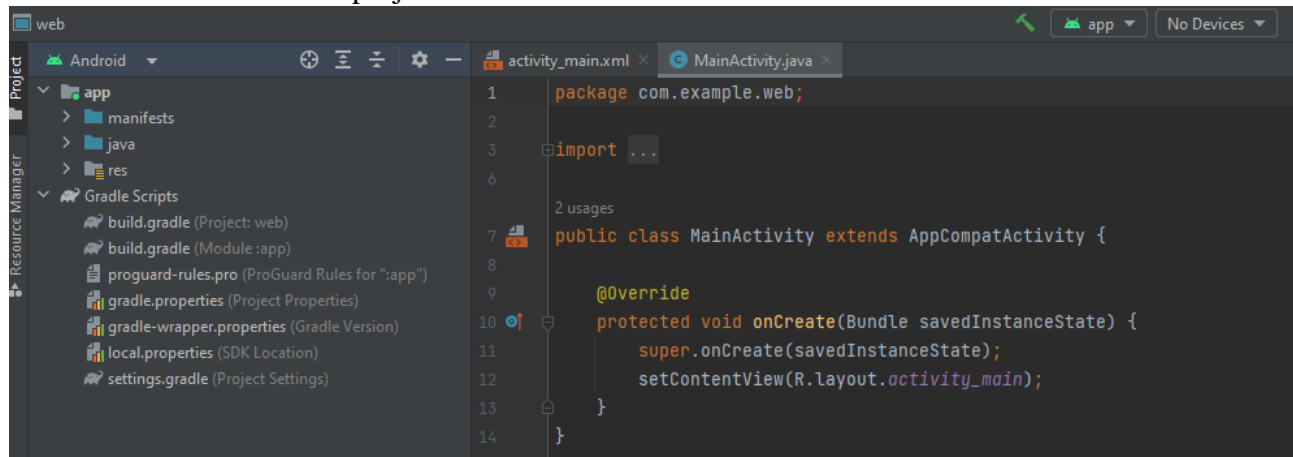 proj
web
app
No Devices
Project
Resource Manager
Android
app
manifests
java
res
Gradle Scripts
build.gradle (Project: web)
build.gradle (Module :app)
proguard-rules.pro (ProGuard Rules for ":app")
gradle.properties (Project Properties)
gradle-wrapper.properties (Gradle Version)
local.properties (SDK Location)
settings.gradle (Project Settings)
activity_main.xml
MainActivity.java
1 package com.example.web;
2
3 import ...
6
2 usages
7 public class MainActivity extends AppCompatActivity {
8
9 @Override
10 protected void onCreate(Bundle savedInstanceState) {
11 super.onCreate(savedInstanceState);
12 setContentView(R.layout.activity_main);
13 }
14 }